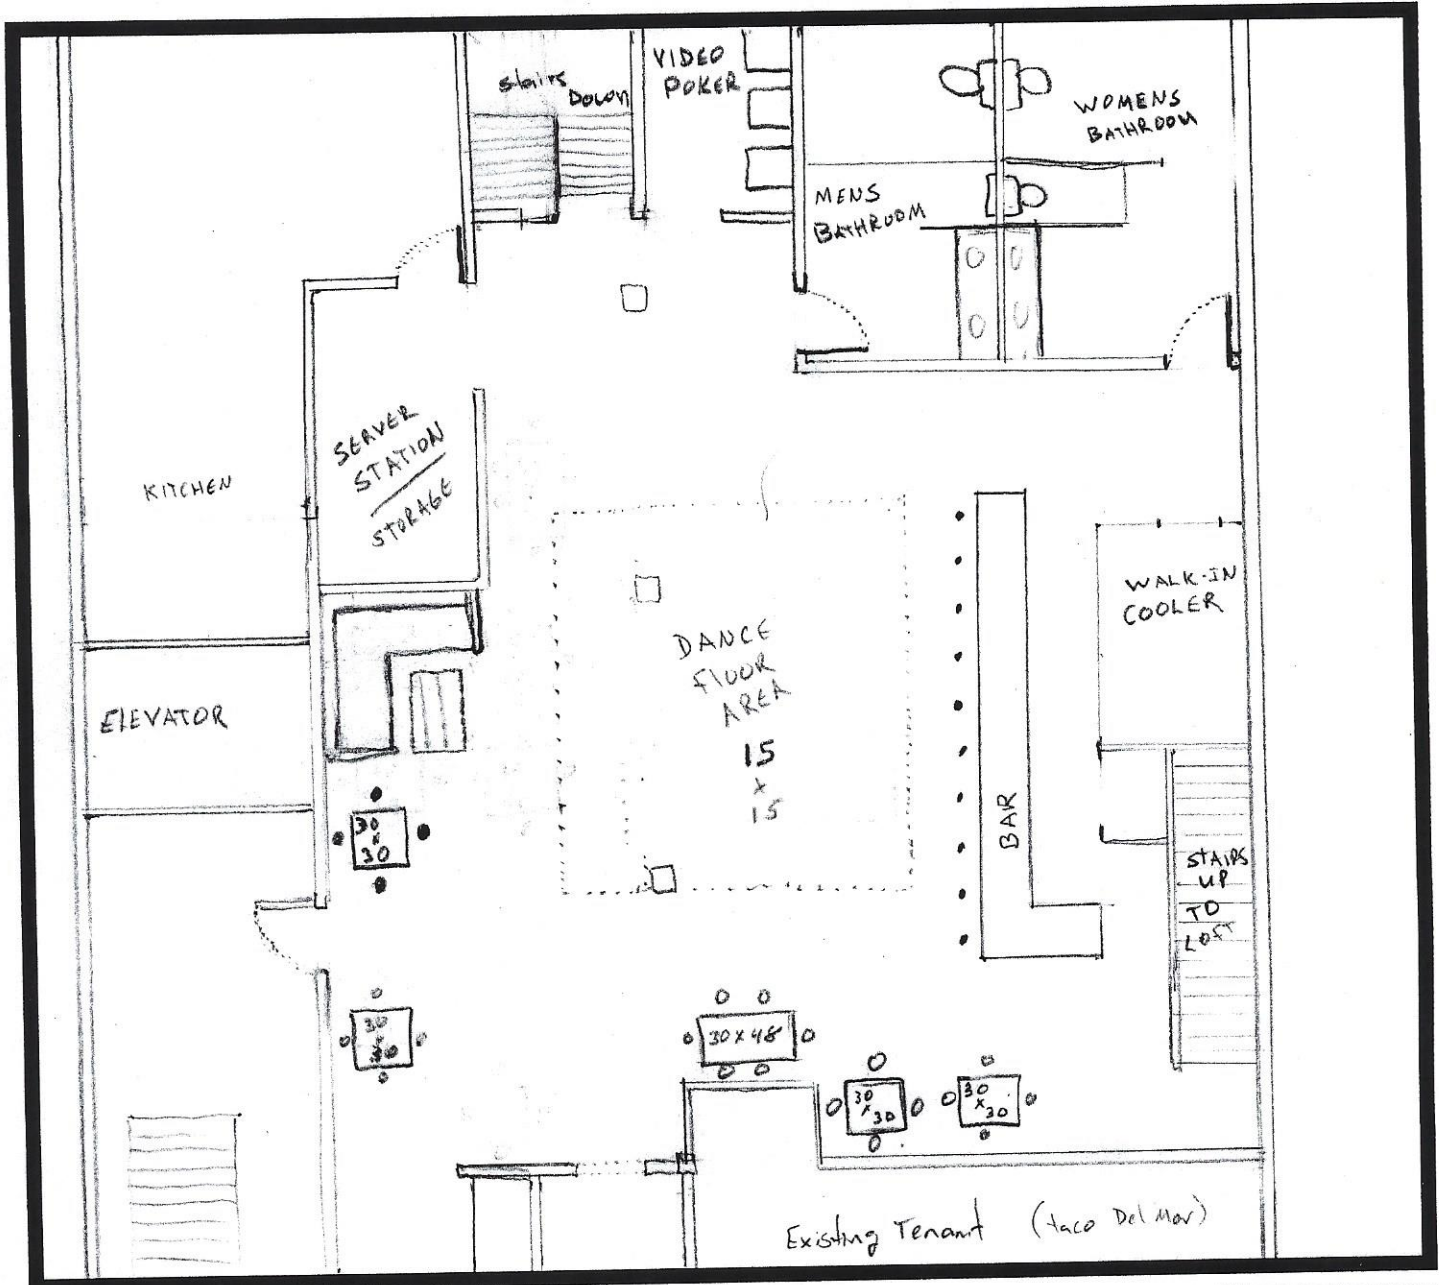 stairs
Down
VIDEO
POKER
WOMENS
BATHROOM
MENS
BATHROOM
SERVER
STATION
STORAGE
KITCHEN
WALK-IN
COOLER
DANCE
FLOOR
AREA
15
x
15
ELEVATOR
BAR
30
x
30
STAIRS
UP
TO
LOFT
30
x
30
30 x 48
30
x 30
30
x 30
Existing Tenant (taco Del Mar)